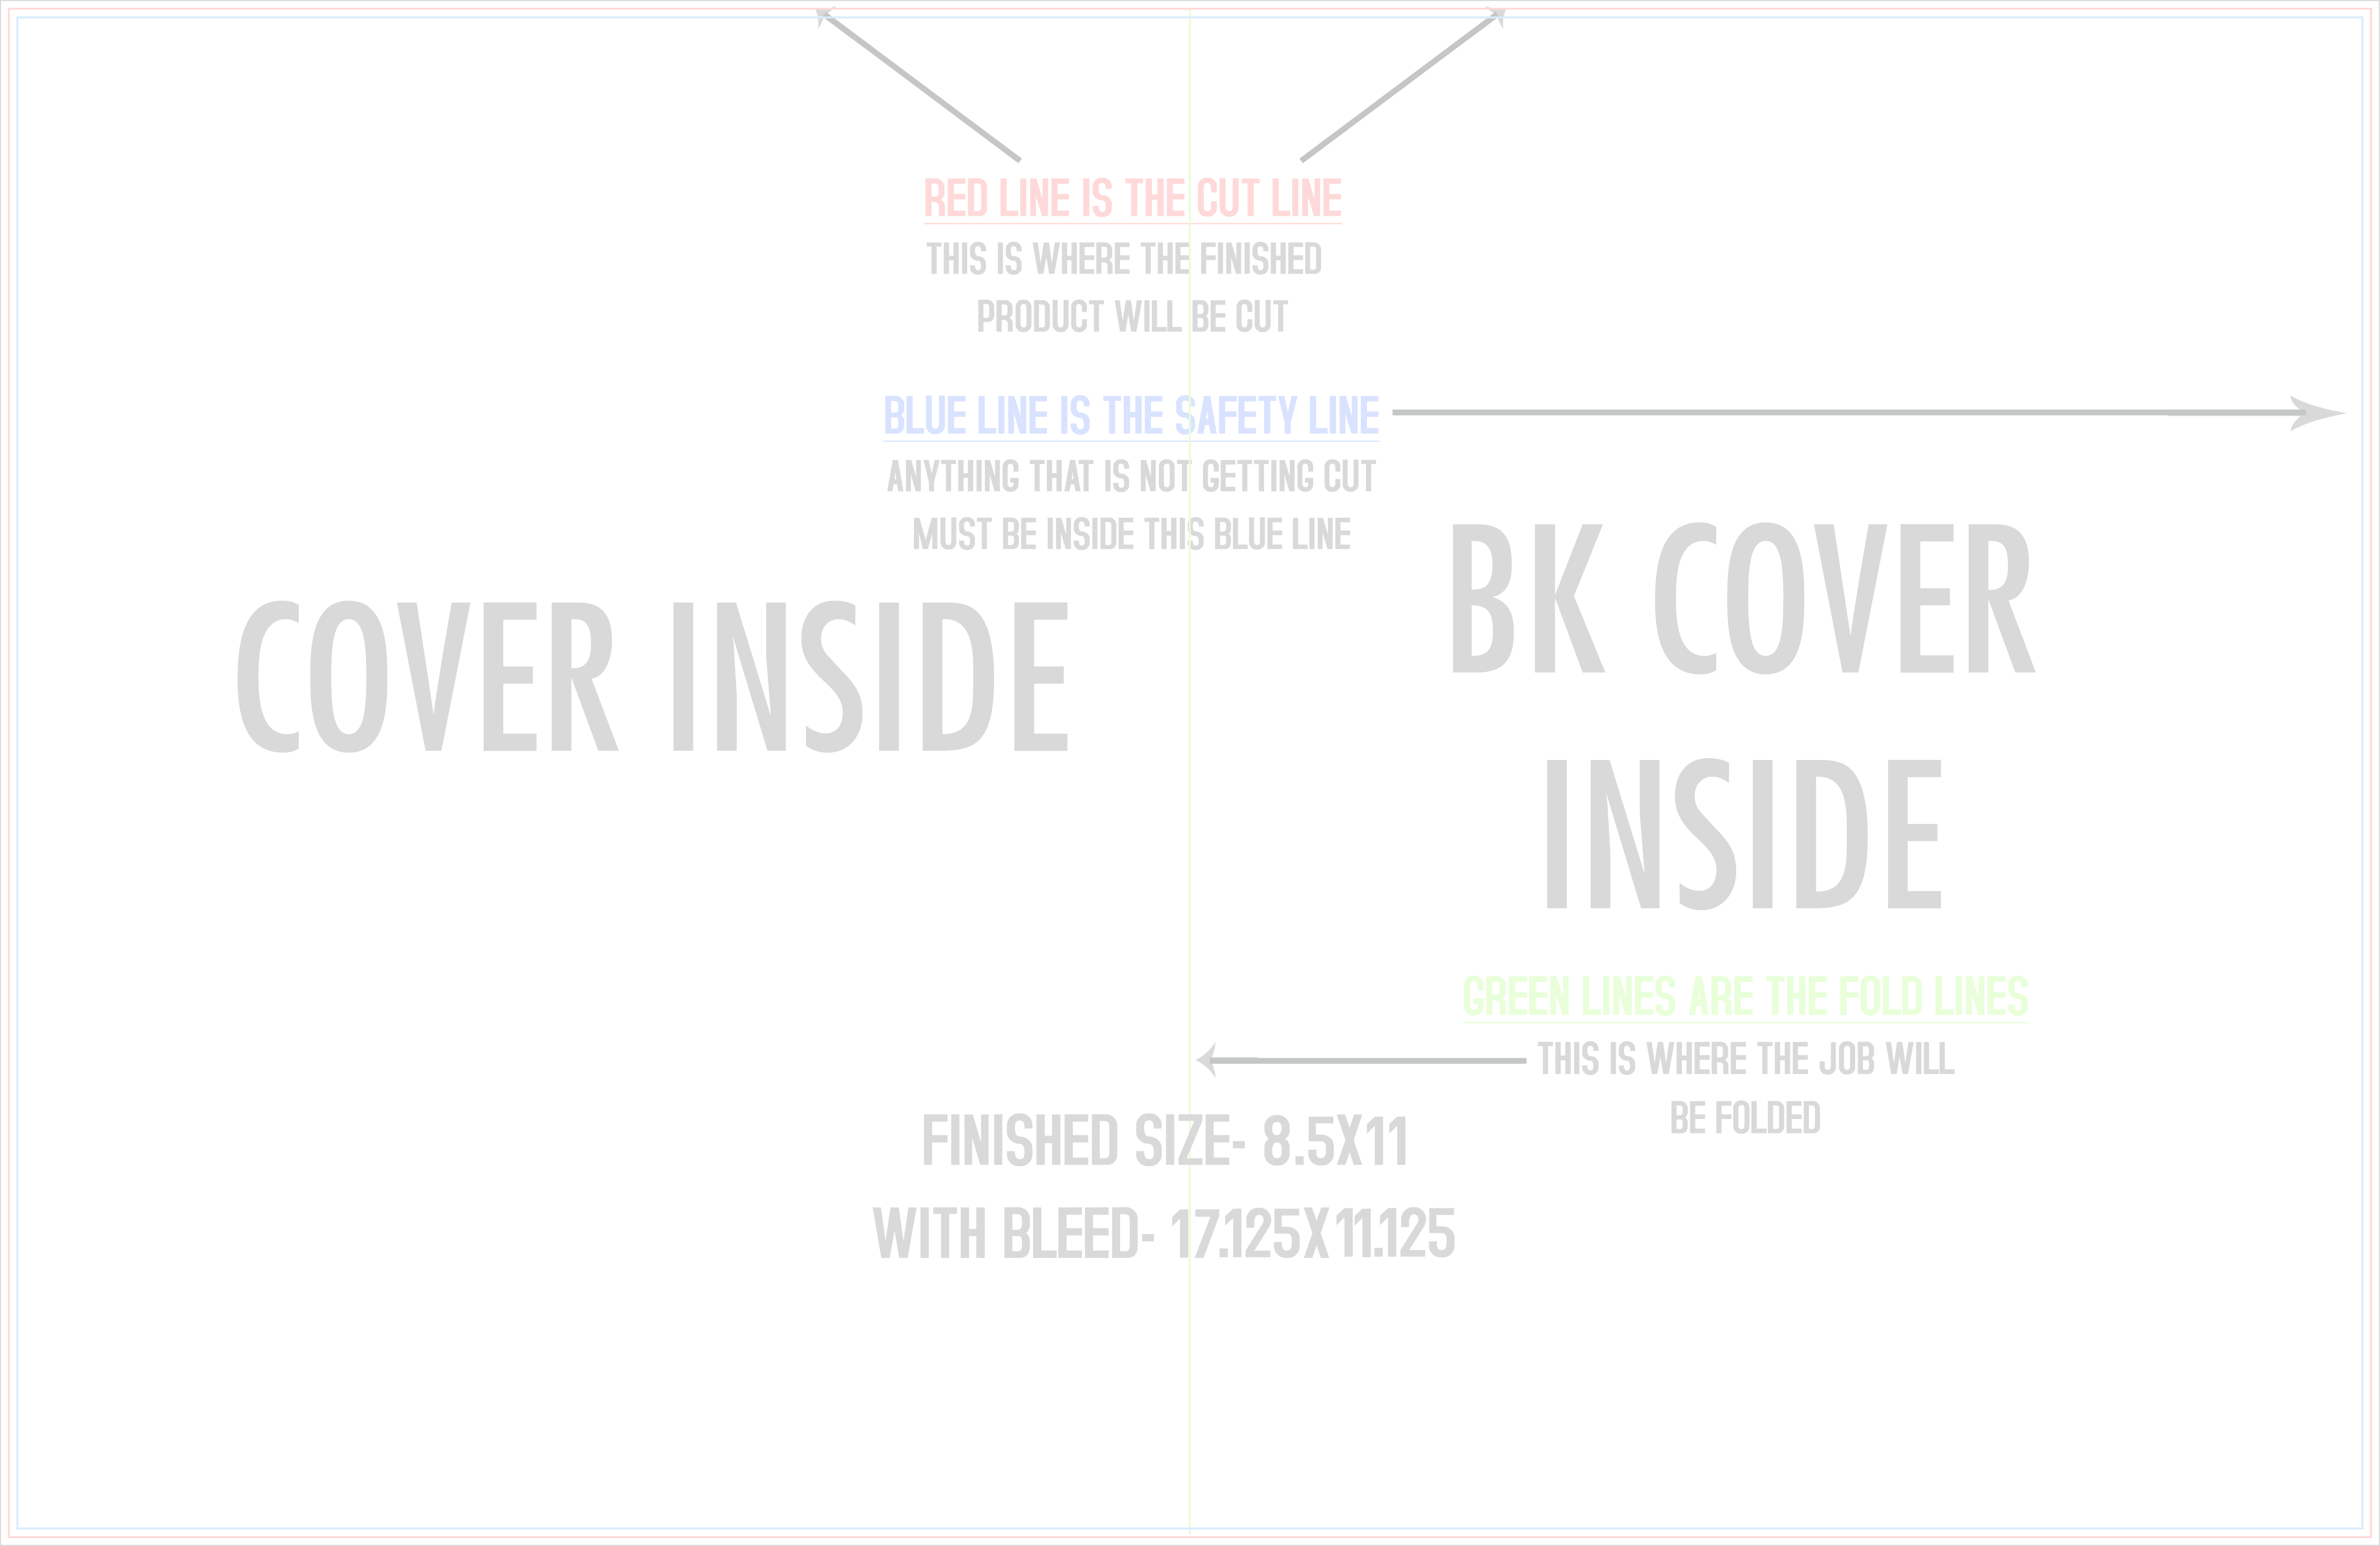 RED LINE IS THE CUT LINE
THIS IS WHERE THE FINISHED
PRODUCT WILL BE CUT
BLUE LINE IS THE SAFETY LINE
ANYTHING THAT IS NOT GETTING CUT
MUST BE INSIDE THIS BLUE LINE
COVER INSIDE
BK COVER
INSIDE
GREEN LINES ARE THE FOLD LINES
THIS IS WHERE THE JOB WILL
BE FOLDED
FINISHED SIZE- 8.5X11
WITH BLEED- 17.125X11.125